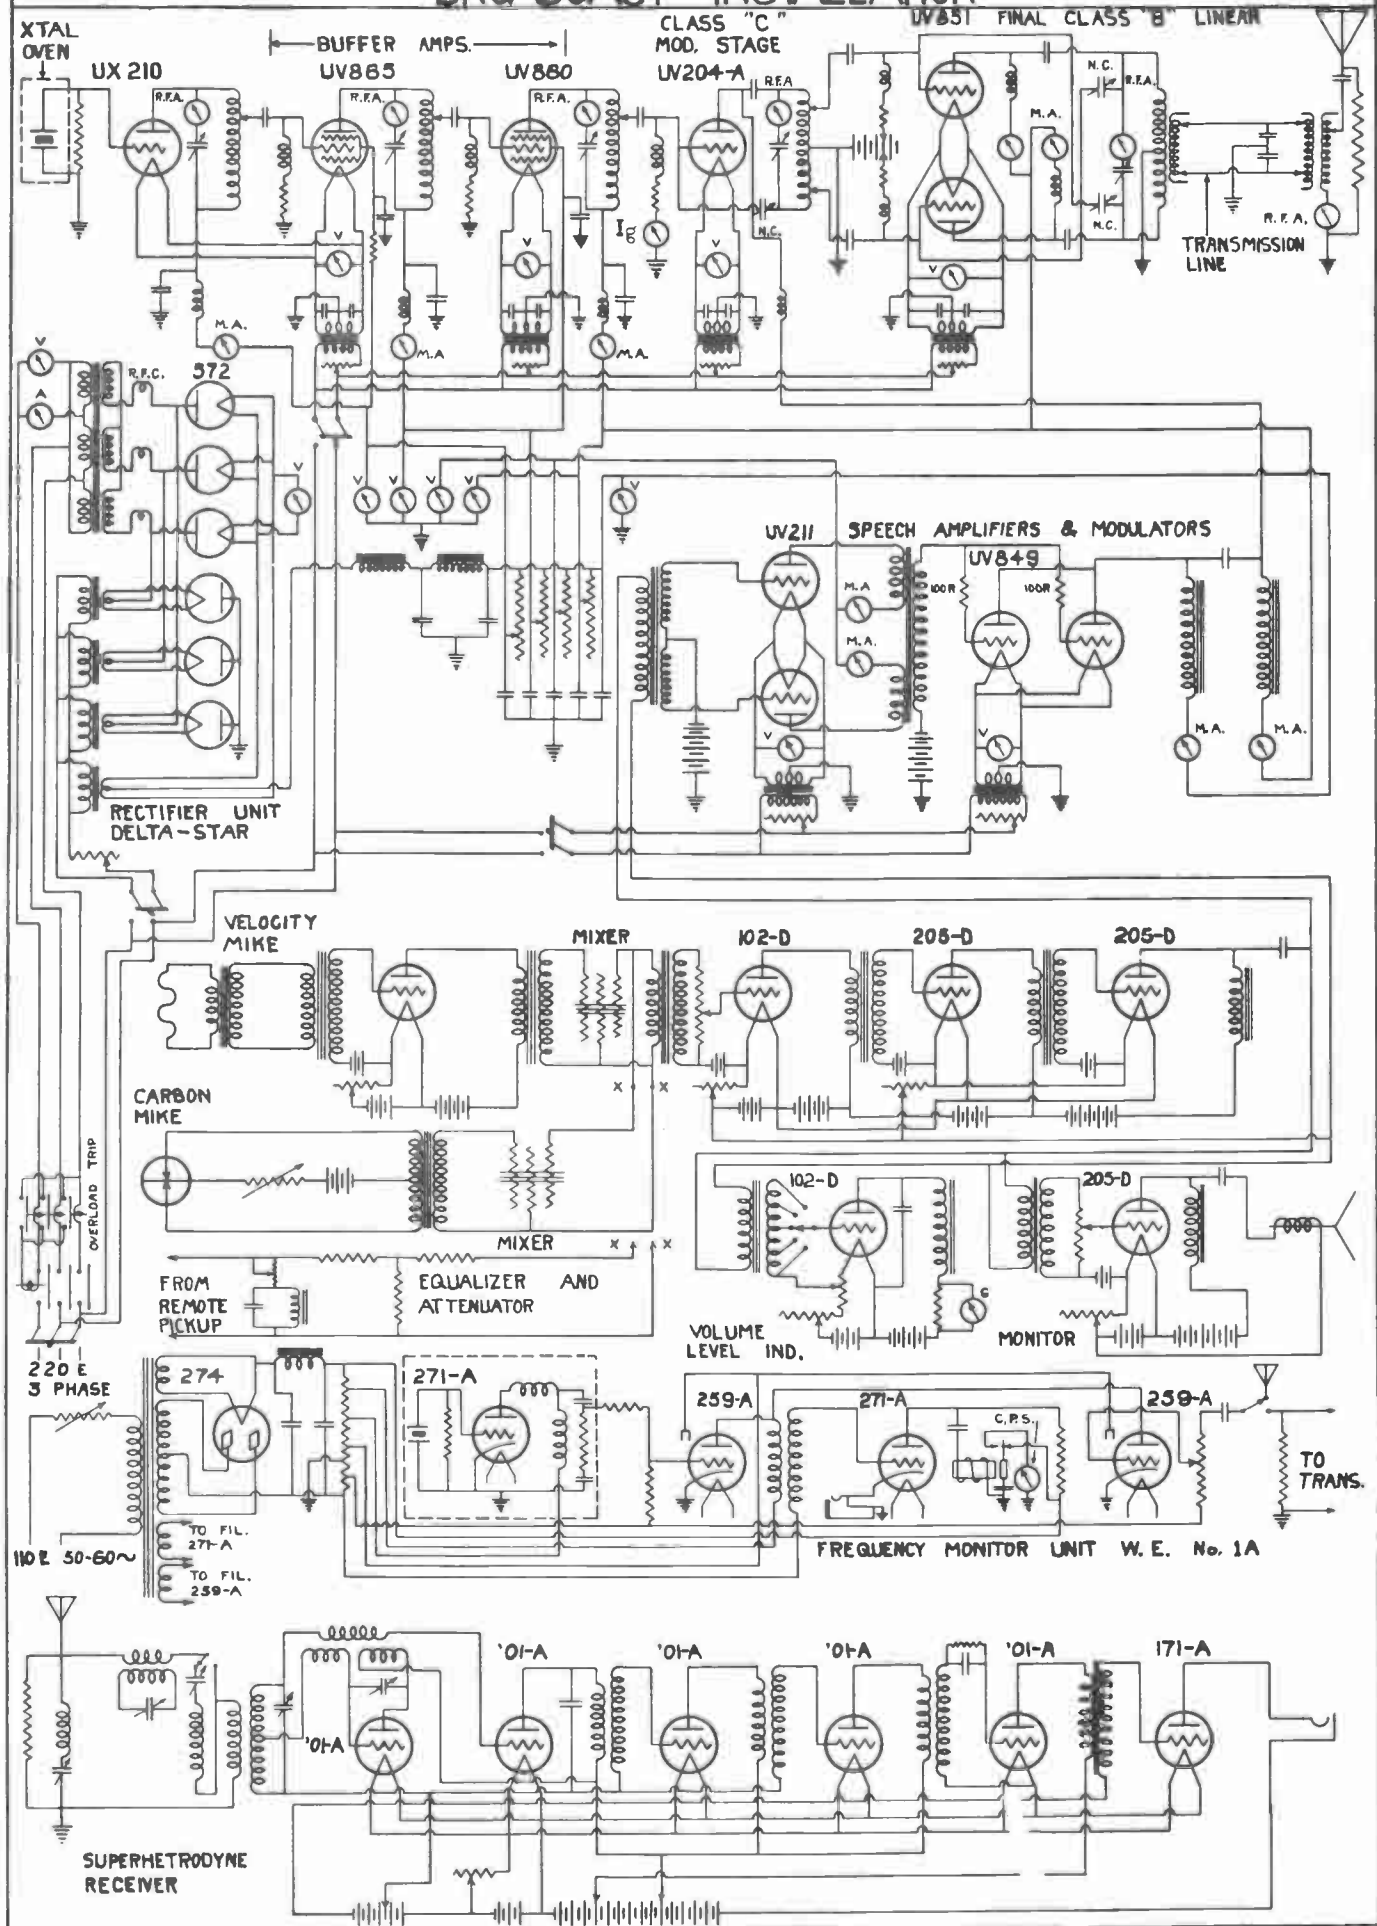 XTAL
OVEN
UX 210
BUFFER AMPS.
UV865
UV860
CLASS "C"
MOD. STAGE
UV204-A
UV851 FINAL CLASS "B" LINEAR
R.F.A.
R.F.A.
R.F.A.
R.F.A
N.C.
R.F.A.
M.A.
N.C.
N.C.
Ig
R.F.A.
TRANSMISSION
LINE
V
V
V
V
M.A.
M.A
M.A.
V
A
R.F.C.
572
V
V
V
V
V
V
UV211
SPEECH AMPLIFIERS & MODULATORS
UV849
100R
100R
M.A.
M.A.
V
V
M.A.
M.A.
RECTIFIER UNIT
DELTA-STAR
VELOCITY
MIKE
MIXER
102-D
205-D
205-D
X X
CARBON
MIKE
OVERLOAD TRIP
MIXER
X X
FROM
REMOTE
PICKUP
EQUALIZER AND
ATTENUATOR
102-D
205-D
G
VOLUME
LEVEL IND.
MONITOR
220 E
3 PHASE
274
271-A
259-A
271-A
C.P.S.
259-A
TO
TRANS.
TO FIL.
271-A
110 E 50-60~
TO FIL.
259-A
FREQUENCY MONITOR UNIT W. E. No. 1A
'01-A
'01-A
'01-A
'01-A
'01-A
171-A
SUPERHETRODYNE
RECEIVER